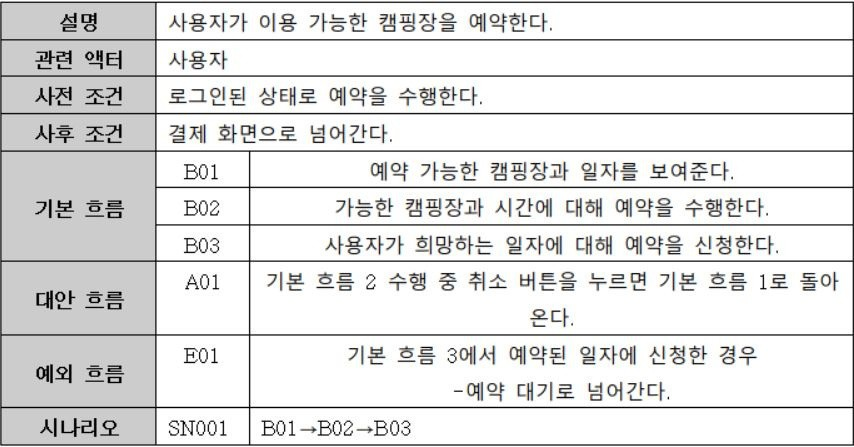 설명 사용자가 이용 가능한 캠핑장을 예약한다.
관련 액터 사용자
사전 조건 로그인된 상태로 예약을 수행한다.
사후 조건 결제 화면으로 넘어간다.
기본 흐름
B01 예약 가능한 캠핑장과 일자를 보여준다.
B02 가능한 캠핑장과 시간에 대해 예약을 수행한다.
B03 사용자가 희망하는 일자에 대해 예약을 신청한다.
대안 흐름
A01 기본 흐름 2 수행 중 취소 버튼을 누르면 기본 흐름 1로 돌아
온다.
예외 흐름
E01 기본 흐름 3에서 예약된 일자에 신청한 경우
-예약 대기로 넘어간다.
시나리오 SN001 B01→B02→B03